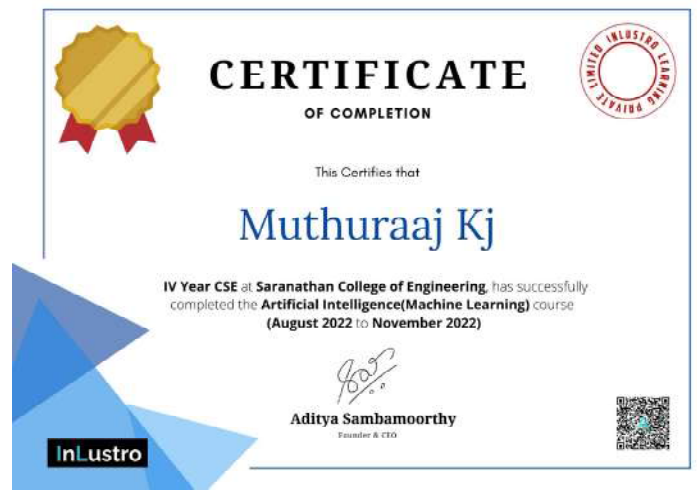 CERTIFICATE
OF COMPLETION
INLUSTRO LEARNING PRIVATE LIMITED
This Certifies that
Muthuraaj Kj
IV Year CSE at Saranathan College of Engineering, has successfully
completed the Artificial Intelligence(Machine Learning) course
(August 2022 to November 2022)
Aditya Sambamoorthy
Founder & CEO
InLustro